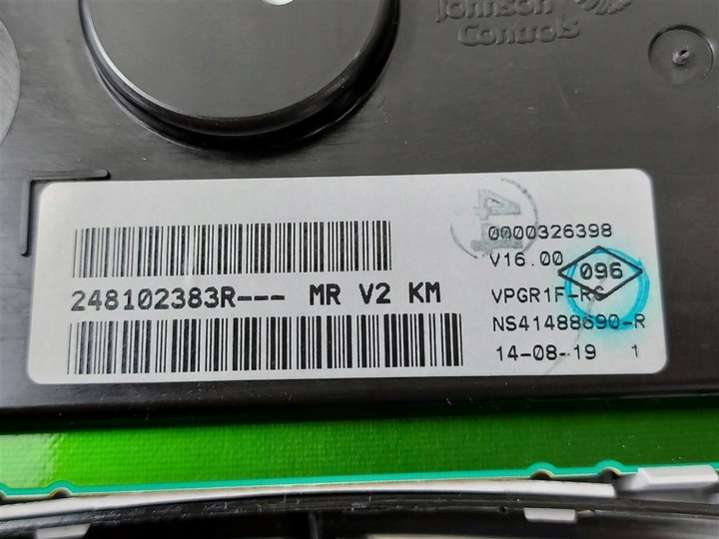 Johnson
Controls
0000326398
V16.00
096
248102383R--- MR V2 KM
VPGR1F-RC
NS41488690-R
14-08-19 1